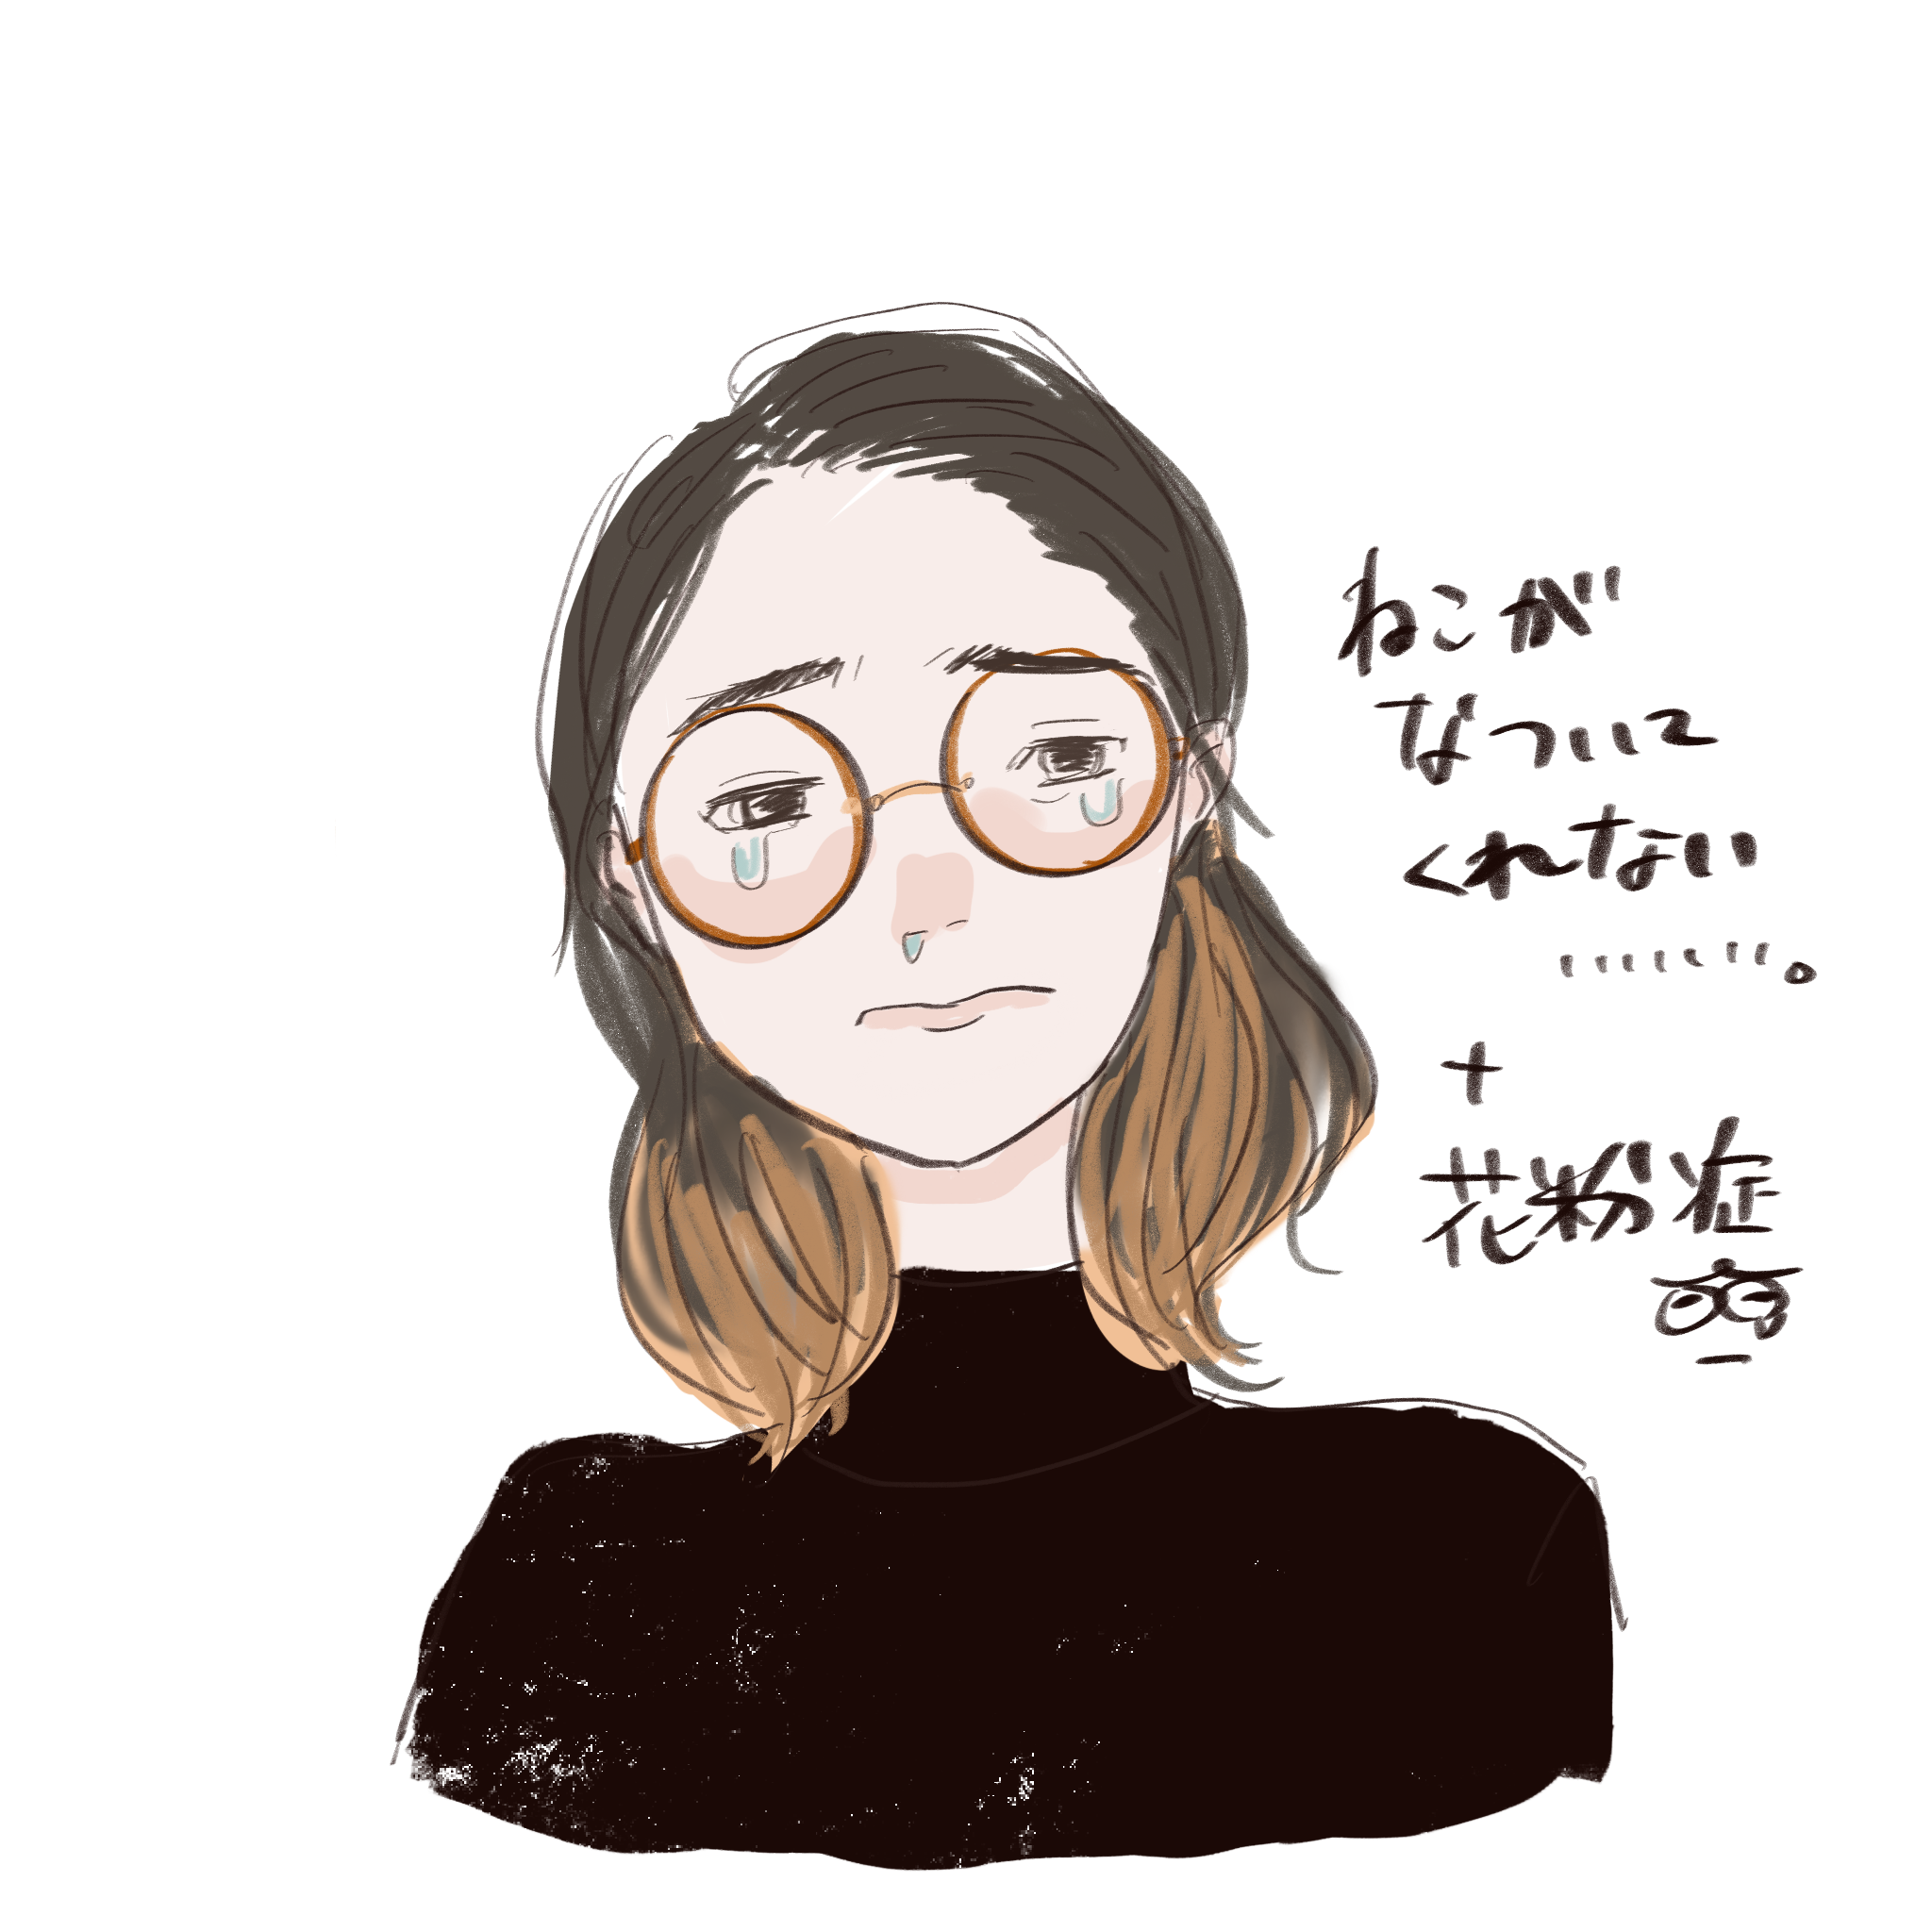 ねこが
なついて
くれない
………。
+
花粉症